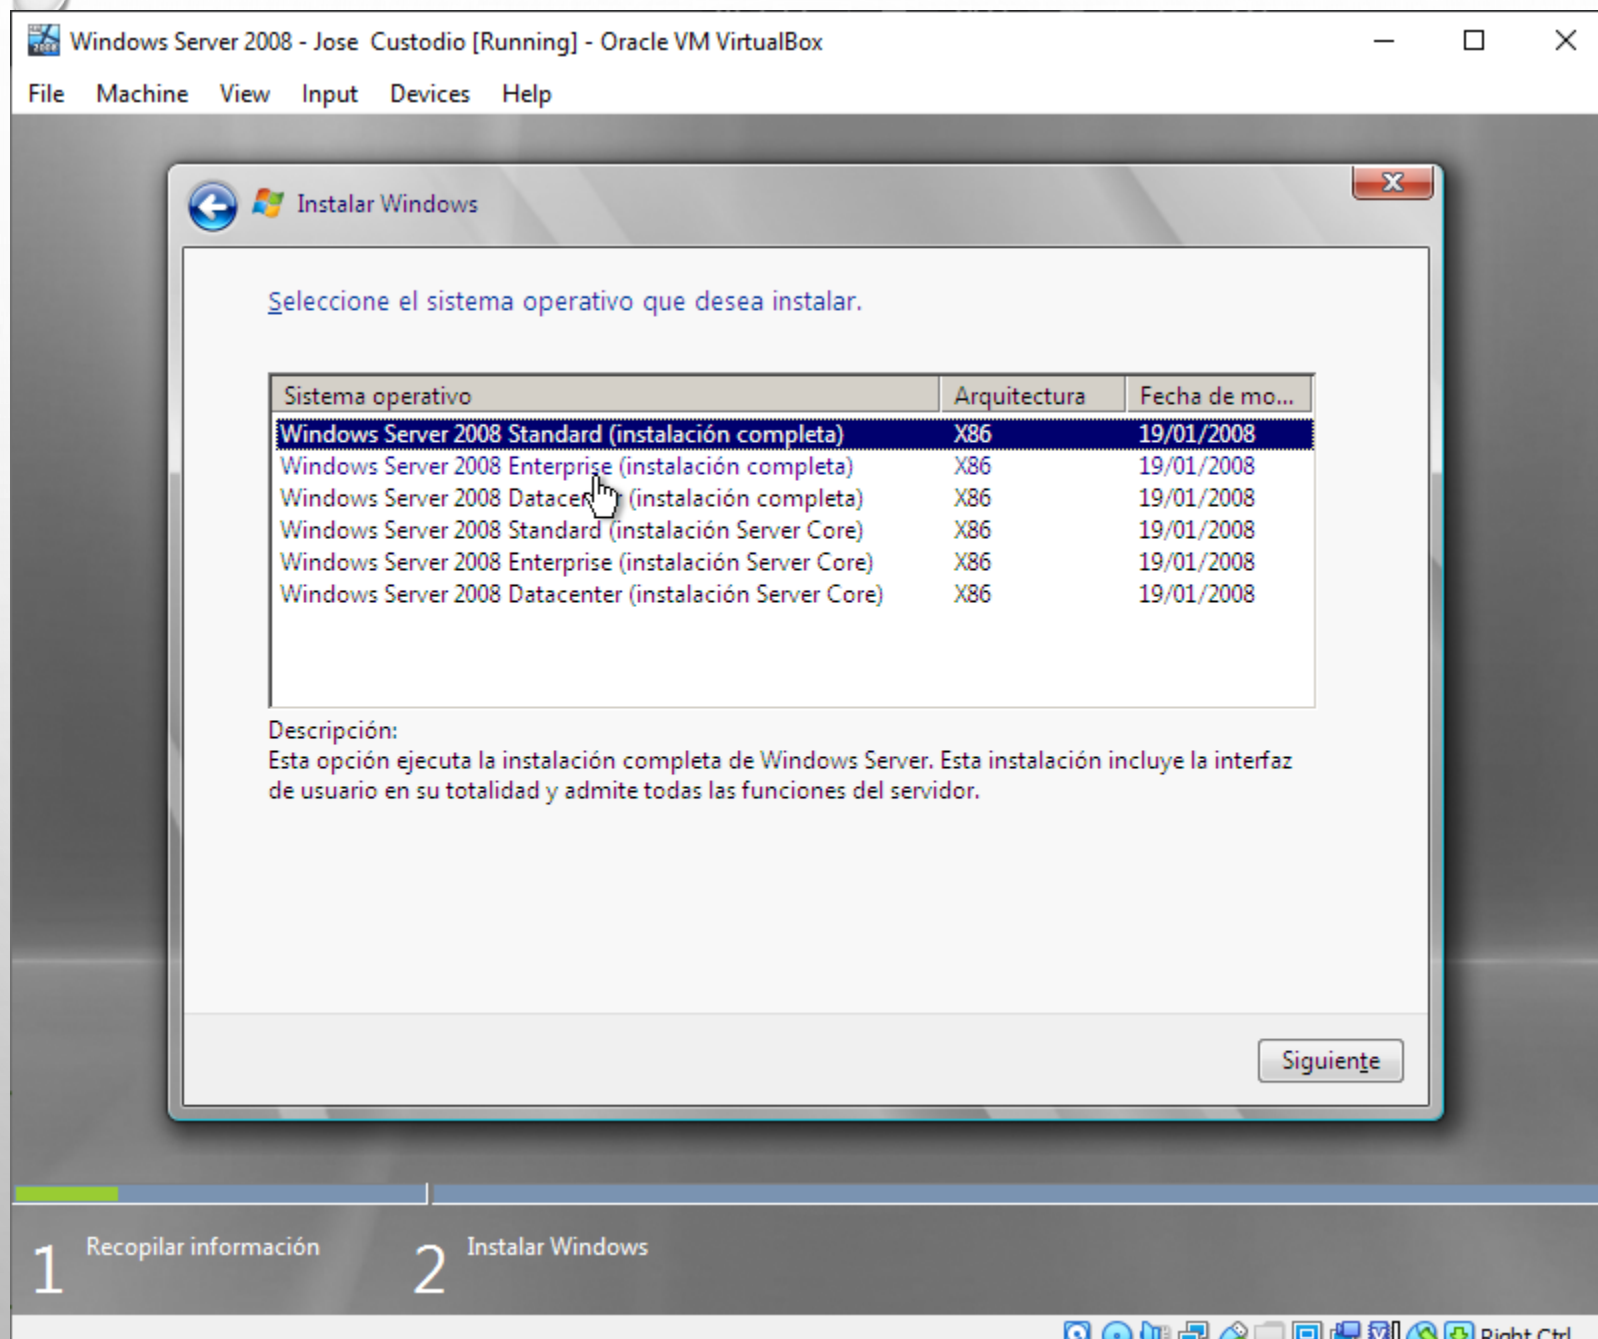 Windows Server 2008 - Jose Custodio [Running] - Oracle VM VirtualBox
File Machine View Input Devices Help
Instalar Windows
Seleccione el sistema operativo que desea instalar.
Sistema operativo Arquitectura Fecha de mo...
Windows Server 2008 Standard (instalación completa) X86 19/01/2008
Windows Server 2008 Enterprise (instalación completa) X86 19/01/2008
Windows Server 2008 Datacenter (instalación completa) X86 19/01/2008
Windows Server 2008 Standard (instalación Server Core) X86 19/01/2008
Windows Server 2008 Enterprise (instalación Server Core) X86 19/01/2008
Windows Server 2008 Datacenter (instalación Server Core) X86 19/01/2008
Descripción:
Esta opción ejecuta la instalación completa de Windows Server. Esta instalación incluye la interfaz
de usuario en su totalidad y admite todas las funciones del servidor.
Siguiente
1 Recopilar información 2 Instalar Windows
Right Ctrl